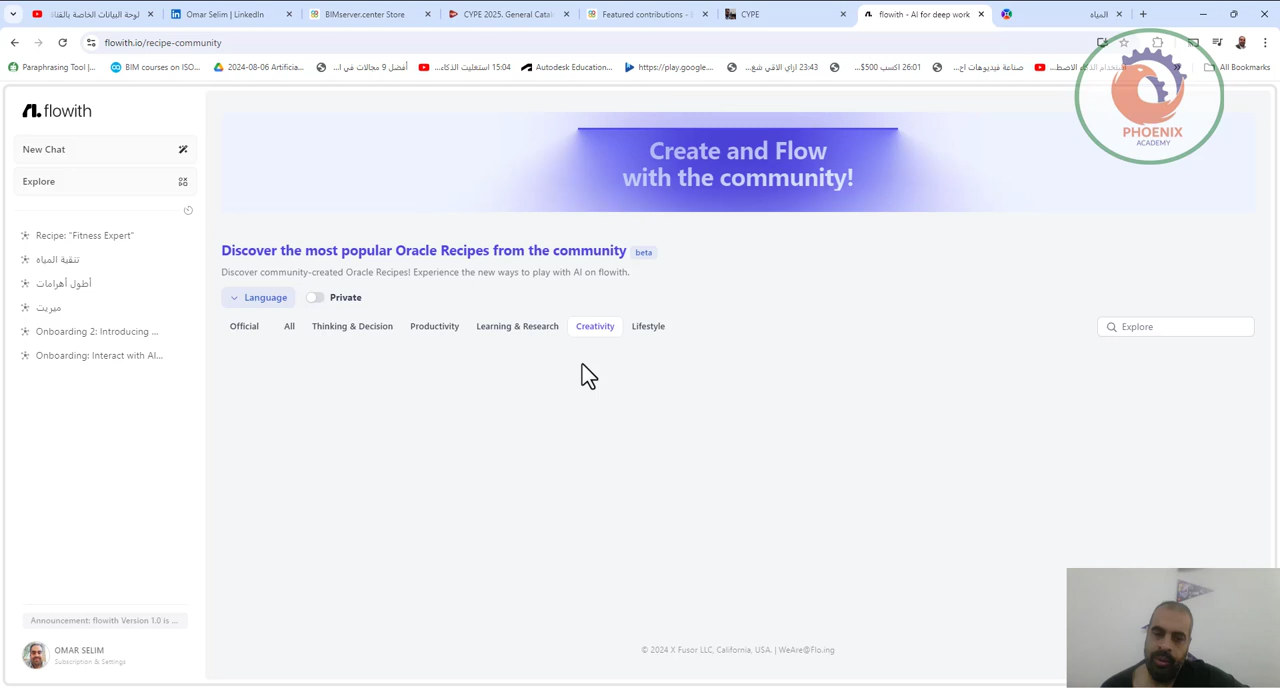 لوحة البيانات الخاصة بالقناة
Omar Selim | LinkedIn
BIMserver.center Store
CYPE 2025. General Catal
Featured contributions -
CYPE
flowith - AI for deep work
المياه
flowith.io/recipe-community
Paraphrasing Tool |...
BIM courses on ISO...
2024-08-06 Artificia...
أفضل 9 مجالات في ا...
15:04 استغليت الذكاء...
Autodesk Education...
https://play.google....
23:43 ازاي الاقي شغ...
26:01 اكسب 500$...
صناعة فيديوهات اح...
All Bookmarks
PHOENIX
ACADEMY
flowith
New Chat
Explore
Recipe: "Fitness Expert"
تنقية المياه
أطول أهرامات
ميريت
Onboarding 2: Introducing ...
Onboarding: Interact with AI...
Announcement: flowith Version 1.0 is ...
OMAR SELIM
Subscription & Settings
Create and Flow
with the community!
Discover the most popular Oracle Recipes from the community beta
Discover community-created Oracle Recipes! Experience the new ways to play with AI on flowith.
Language Private
Official All Thinking & Decision Productivity Learning & Research Creativity Lifestyle Explore
© 2024 X Fusor LLC, California, USA. | WeAre@Flo.ing